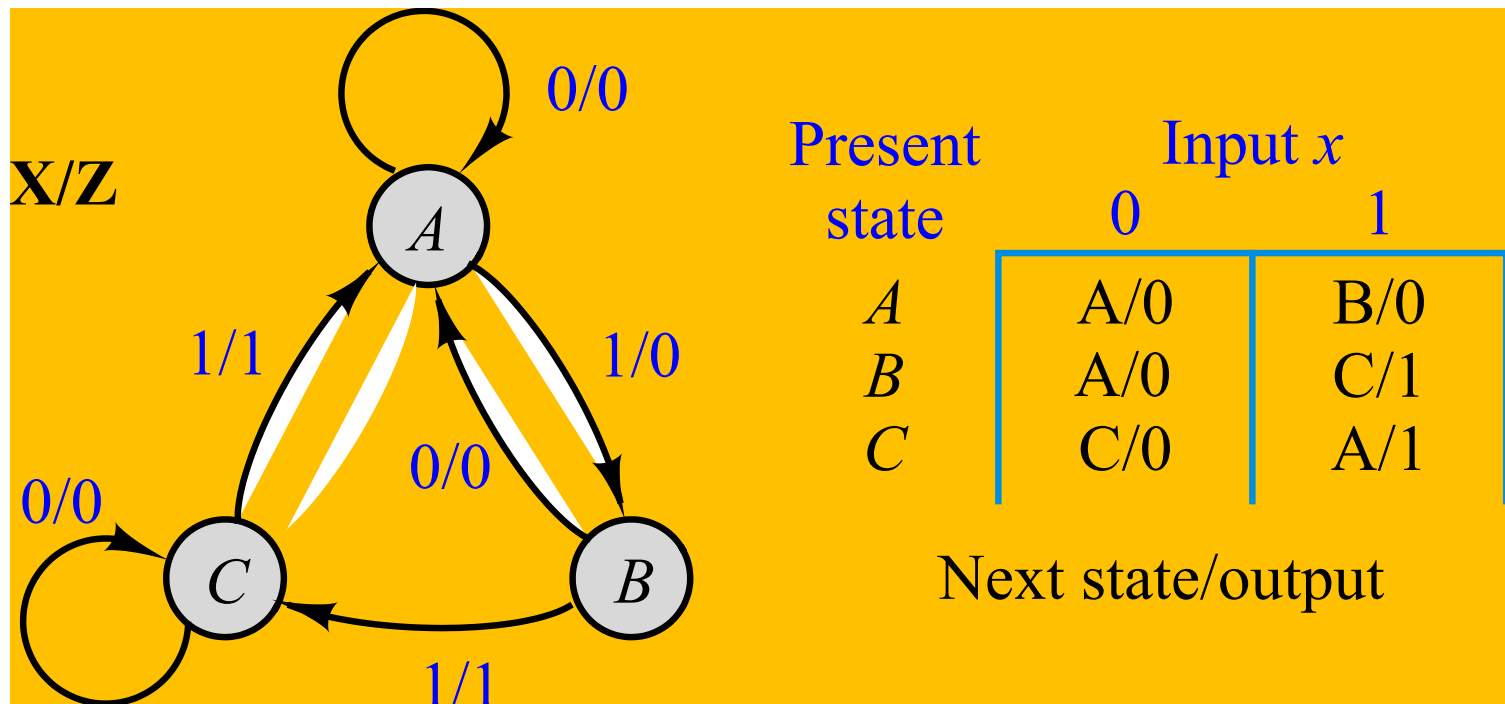 0/0
X/Z
A
1/1
1/0
0/0
0/0
C
B
1/1
Present Input x
state 0 1
A A/0 B/0
B A/0 C/1
C C/0 A/1
Next state/output